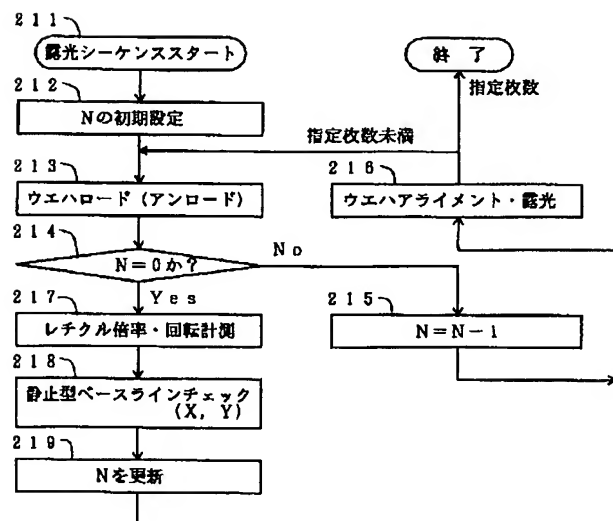 211
露光シーケンススタート
終 了
212
指定枚数
Nの初期設定
指定枚数未満
213
216
ウエハロード(アンロード)
ウエハアライメント・露光
214
No
N=0か?
215
Yes
217
N=N-1
レチクル倍率・回転計測
218
静止型ベースラインチェック
(X, Y)
219
Nを更新